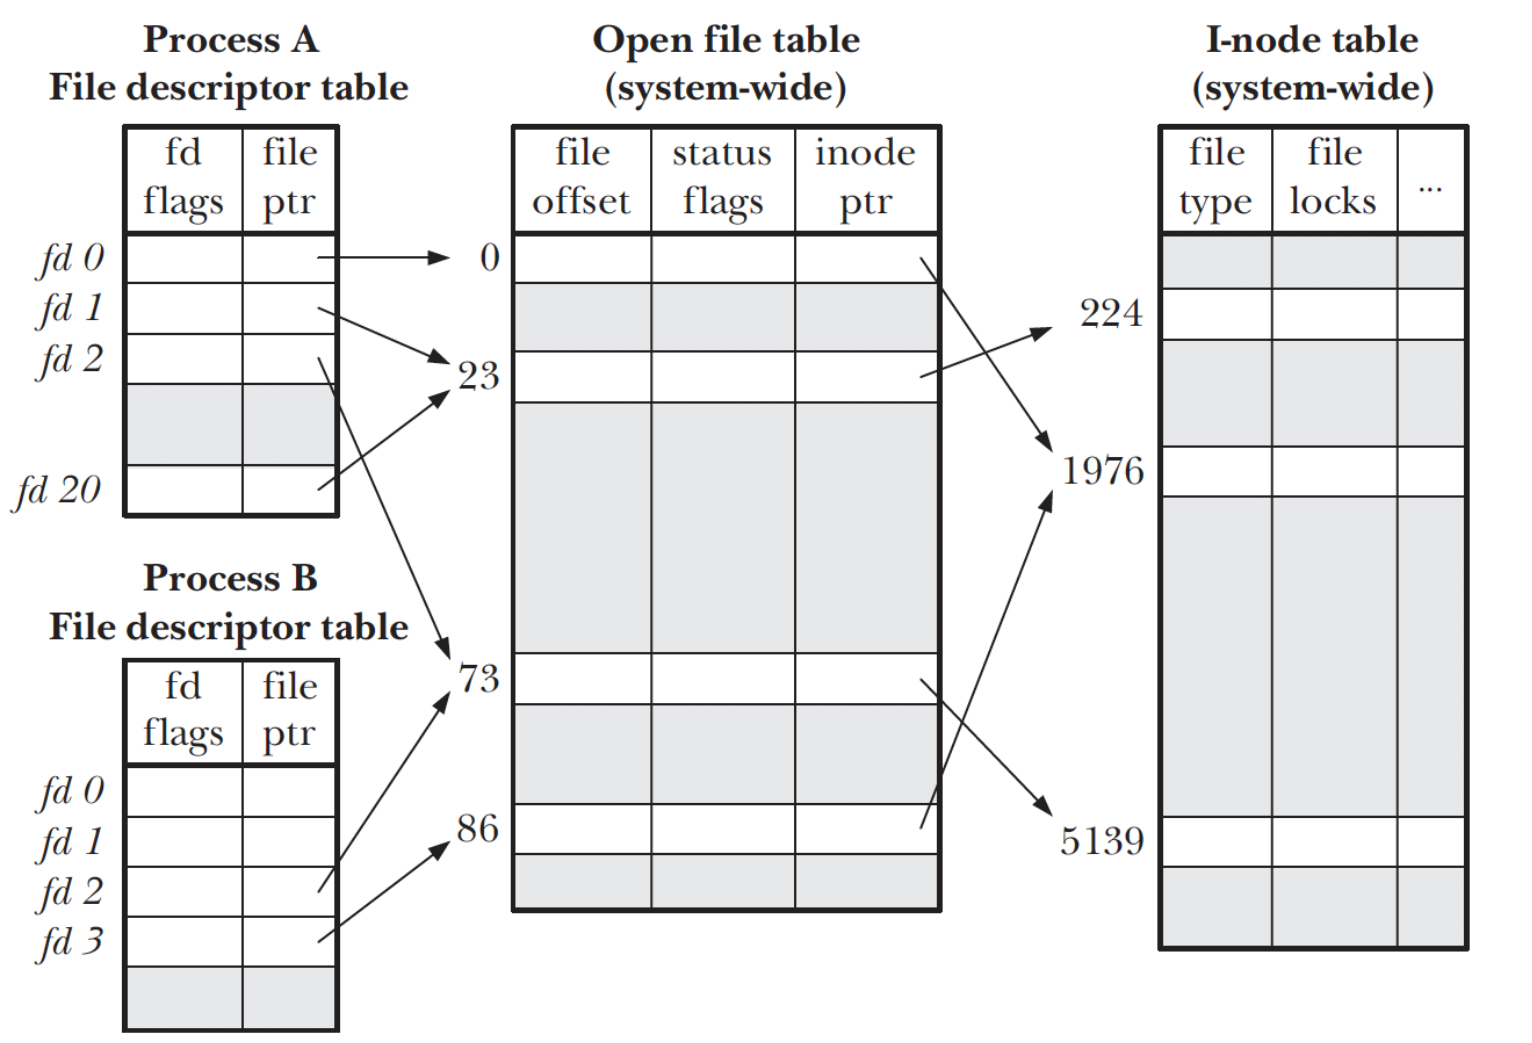 Process A
File descriptor table
fd file
flags ptr
fd 0
fd 1
fd 2
fd 20
Process B
File descriptor table
fd file
flags ptr
fd 0
fd 1
fd 2
fd 3
Open file table
(system-wide)
file status inode
offset flags ptr
0
23
73
86
I-node table
(system-wide)
file file ...
type locks
224
1976
5139